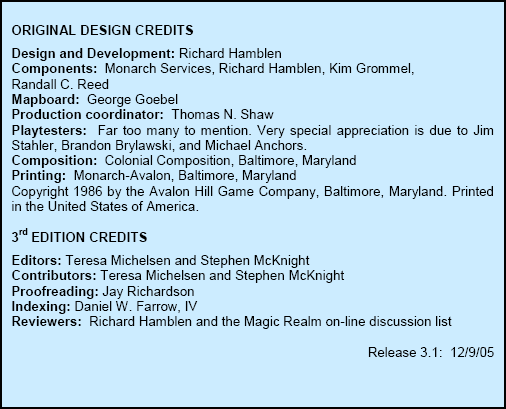 ORIGINAL DESIGN CREDITS
Design and Development: Richard Hamblen
Components: Monarch Services, Richard Hamblen, Kim Grommel,
Randall C. Reed
Mapboard: George Goebel
Production coordinator: Thomas N. Shaw
Playtesters: Far too many to mention. Very special appreciation is due to Jim
Stahler, Brandon Brylawski, and Michael Anchors.
Composition: Colonial Composition, Baltimore, Maryland
Printing: Monarch-Avalon, Baltimore, Maryland
Copyright 1986 by the Avalon Hill Game Company, Baltimore, Maryland. Printed
in the United States of America.
3rd EDITION CREDITS
Editors: Teresa Michelsen and Stephen McKnight
Contributors: Teresa Michelsen and Stephen McKnight
Proofreading: Jay Richardson
Indexing: Daniel W. Farrow, IV
Reviewers: Richard Hamblen and the Magic Realm on-line discussion list
Release 3.1: 12/9/05